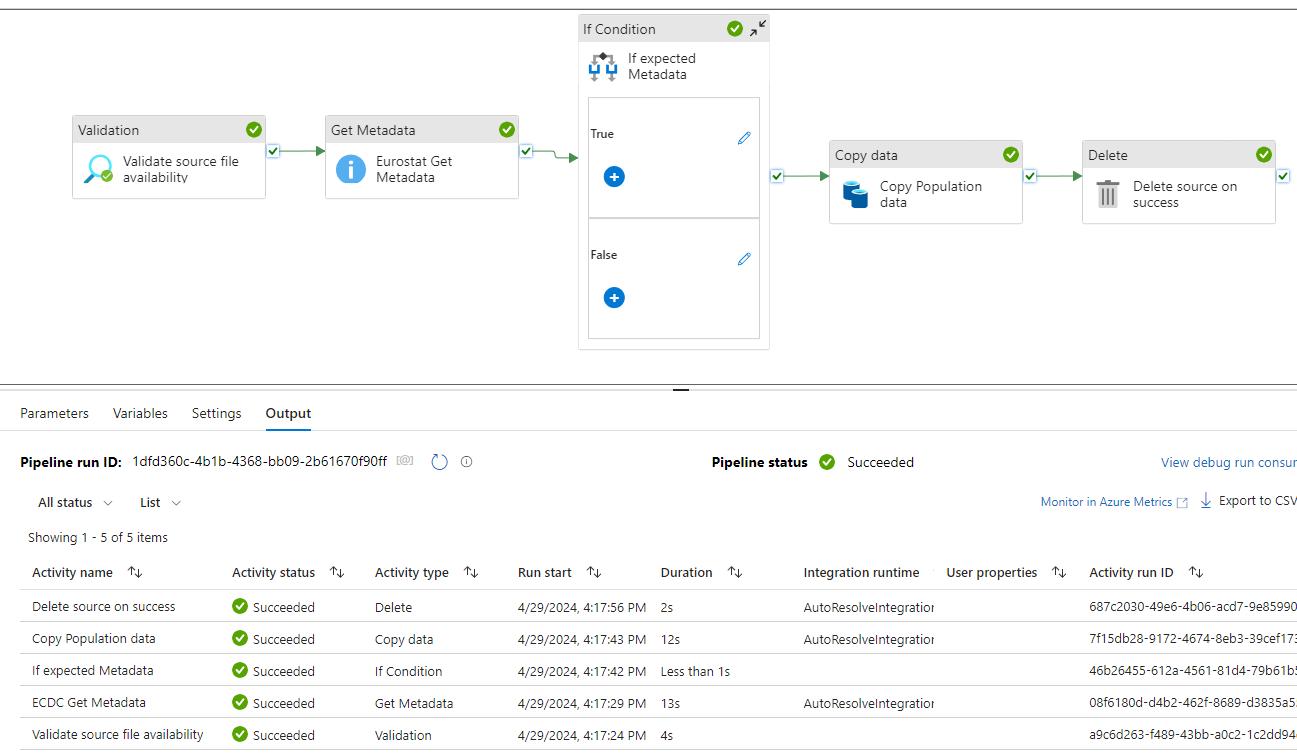 If Condition
If expected
Metadata
Validation
Validate source file
availability
Get Metadata
Eurostat Get
Metadata
True
False
Copy data
Copy Population
data
Delete
Delete source on
success
Parameters Variables Settings Output
Pipeline run ID: 1dfd360c-4b1b-4368-bb09-2b61670f90ff [@] Pipeline status Succeeded View debug run consur
All status List Monitor in Azure Metrics Export to CSV
Showing 1 - 5 of 5 items
Activity name Activity status Activity type Run start Duration Integration runtime User properties Activity run ID
Delete source on success Succeeded Delete 4/29/2024, 4:17:56 PM 2s AutoResolveIntegration 687c2030-49e6-4b06-acd7-9e85990
Copy Population data Succeeded Copy data 4/29/2024, 4:17:43 PM 12s AutoResolveIntegration 7f15db28-9172-4674-8eb3-39cef173
If expected Metadata Succeeded If Condition 4/29/2024, 4:17:42 PM Less than 1s 46b26455-612a-4561-81d4-79b61b5
ECDC Get Metadata Succeeded Get Metadata 4/29/2024, 4:17:29 PM 13s AutoResolveIntegration 08f6180d-d4b2-462f-8689-d3835a5
Validate source file availability Succeeded Validation 4/29/2024, 4:17:24 PM 4s a9c6d263-f489-43bb-a0c2-1c2dd94